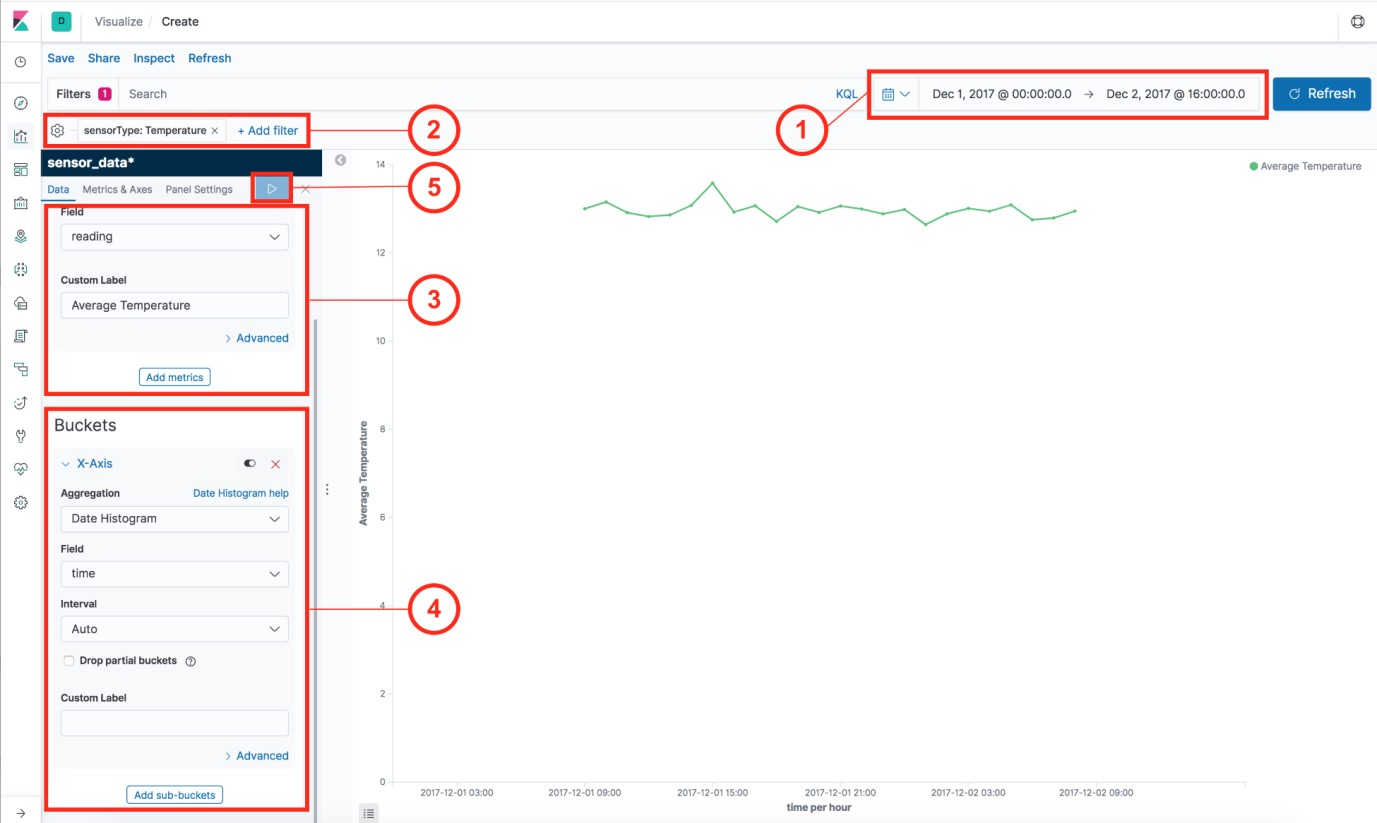 D Visualize / Create
Save Share Inspect Refresh
Filters 1 Search KQL Dec 1, 2017 @ 00:00:00.0 → Dec 2, 2017 @ 16:00:00.0 Refresh
1
sensorType: Temperature × + Add filter
2
sensor_data*
Data Metrics & Axes Panel Settings
5
Field
reading
Custom Label
Average Temperature
3
Advanced
Add metrics
Buckets
X-Axis
Aggregation Date Histogram help
Date Histogram
Field
time
Interval
Auto
4
Drop partial buckets ?
Custom Label
Advanced
Add sub-buckets
Average Temperature
14
12
10
8
6
4
2
0
Average Temperature
2017-12-01 03:00 2017-12-01 09:00 2017-12-01 15:00 2017-12-01 21:00 2017-12-02 03:00 2017-12-02 09:00
time per hour